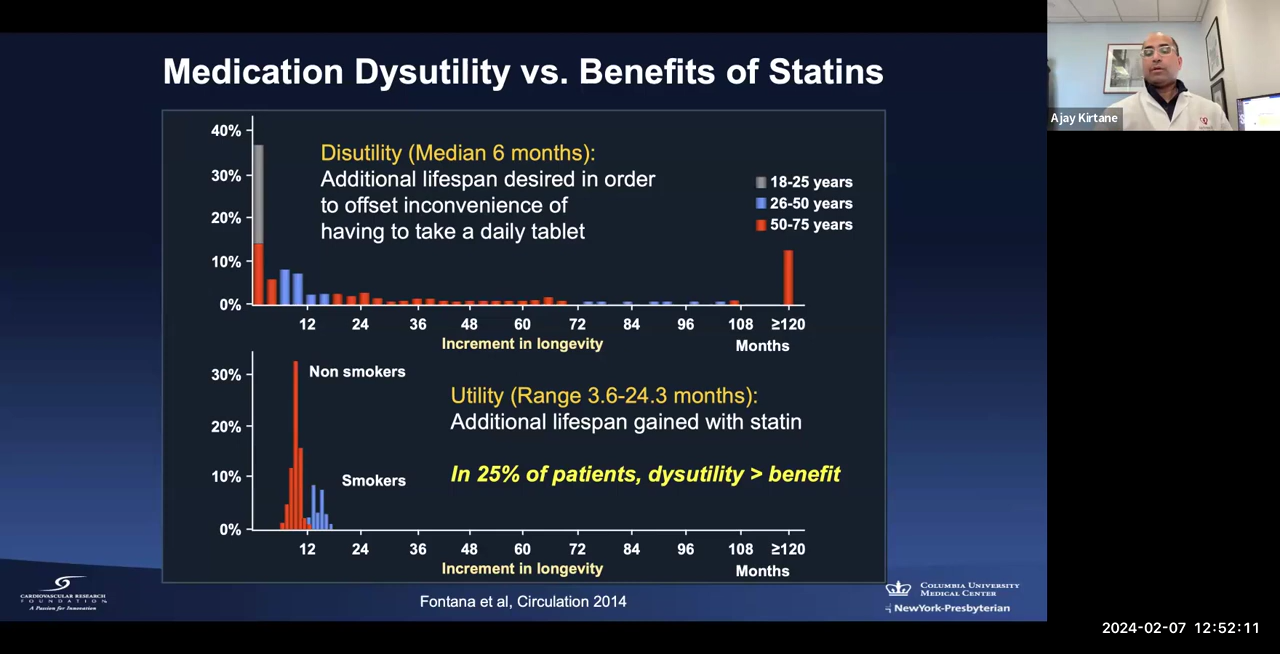 Medication Dysutility vs. Benefits of Statins
Ajay Kirtane
40%
30%
20%
10%
0%
Disutility (Median 6 months):
Additional lifespan desired in order
to offset inconvenience of
having to take a daily tablet
18-25 years
26-50 years
50-75 years
12 24 36 48 60 72 84 96 108 ≥120
Increment in longevity
Months
30%
20%
10%
0%
Non smokers
Smokers
Utility (Range 3.6-24.3 months):
Additional lifespan gained with statin
In 25% of patients, dysutility > benefit
12 24 36 48 60 72 84 96 108 ≥120
Increment in longevity
Months
CARDIOVASCULAR RESEARCH
FOUNDATION
A Passion for Innovation
Fontana et al, Circulation 2014
COLUMBIA UNIVERSITY
MEDICAL CENTER
NewYork-Presbyterian
2024-02-07 12:52:11